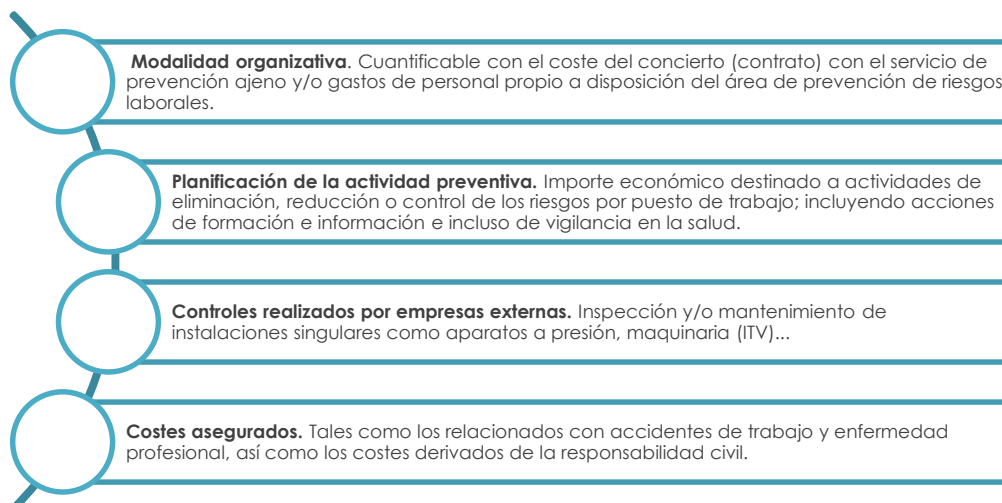 Modalidad organizativa. Cuantificable con el coste del concierto (contrato) con el servicio de
prevención ajeno y/o gastos de personal propio a disposición del área de prevención de riesgos
laborales.
Planificación de la actividad preventiva. Importe económico destinado a actividades de
eliminación, reducción o control de los riesgos por puesto de trabajo; incluyendo acciones
de formación e información e incluso de vigilancia en la salud.
Controles realizados por empresas externas. Inspección y/o mantenimiento de
instalaciones singulares como aparatos a presión, maquinaria (ITV)...
Costes asegurados. Tales como los relacionados con accidentes de trabajo y enfermedad
profesional, así como los costes derivados de la responsabilidad civil.